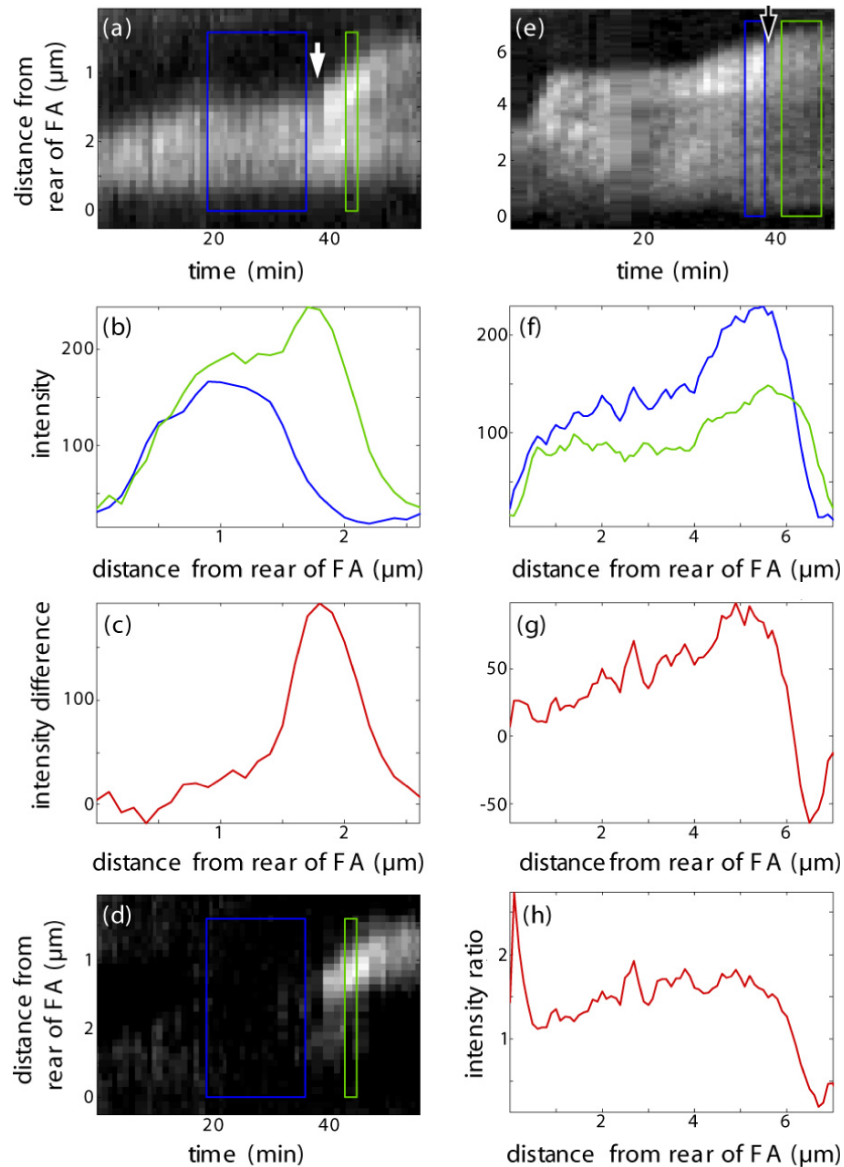 (a)
distance from
rear of FA (μm)
1
2
0
20
40
time (min)
(e)
6
4
2
0
20
40
time (min)
(b)
intensity
200
100
1
2
distance from rear of FA (μm)
(f)
200
100
2
4
6
distance from rear of FA (μm)
(c)
intensity difference
100
0
1
2
distance from rear of FA (μm)
(g)
50
0
-50
2
4
6
distance from rear of FA (μm)
(d)
distance from
rear of FA (μm)
1
2
0
20
40
time (min)
(h)
intensity ratio
2
1
2
4
6
distance from rear of FA (μm)